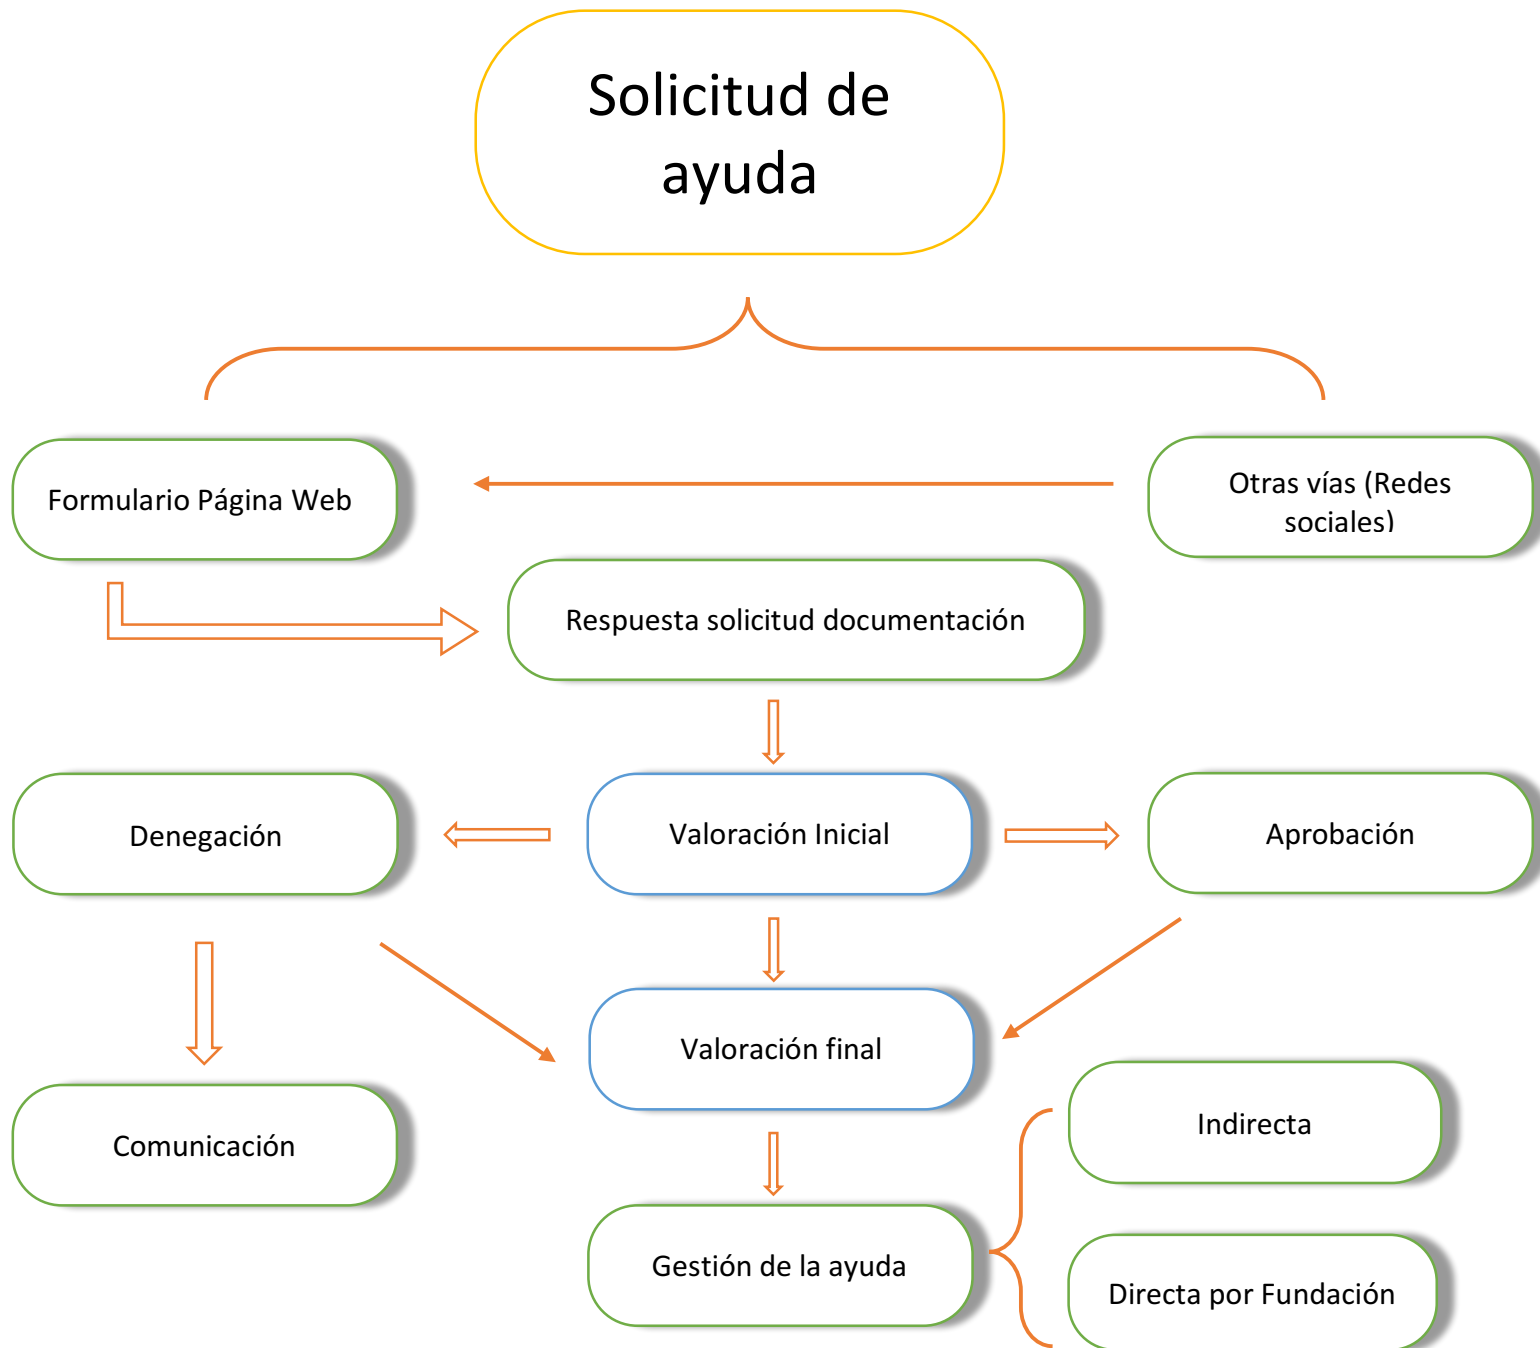 Solicitud de
ayuda
Formulario Página Web
Otras vías (Redes
sociales)
Respuesta solicitud documentación
Denegación
Valoración Inicial
Aprobación
Valoración final
Comunicación
Indirecta
Gestión de la ayuda
Directa por Fundación